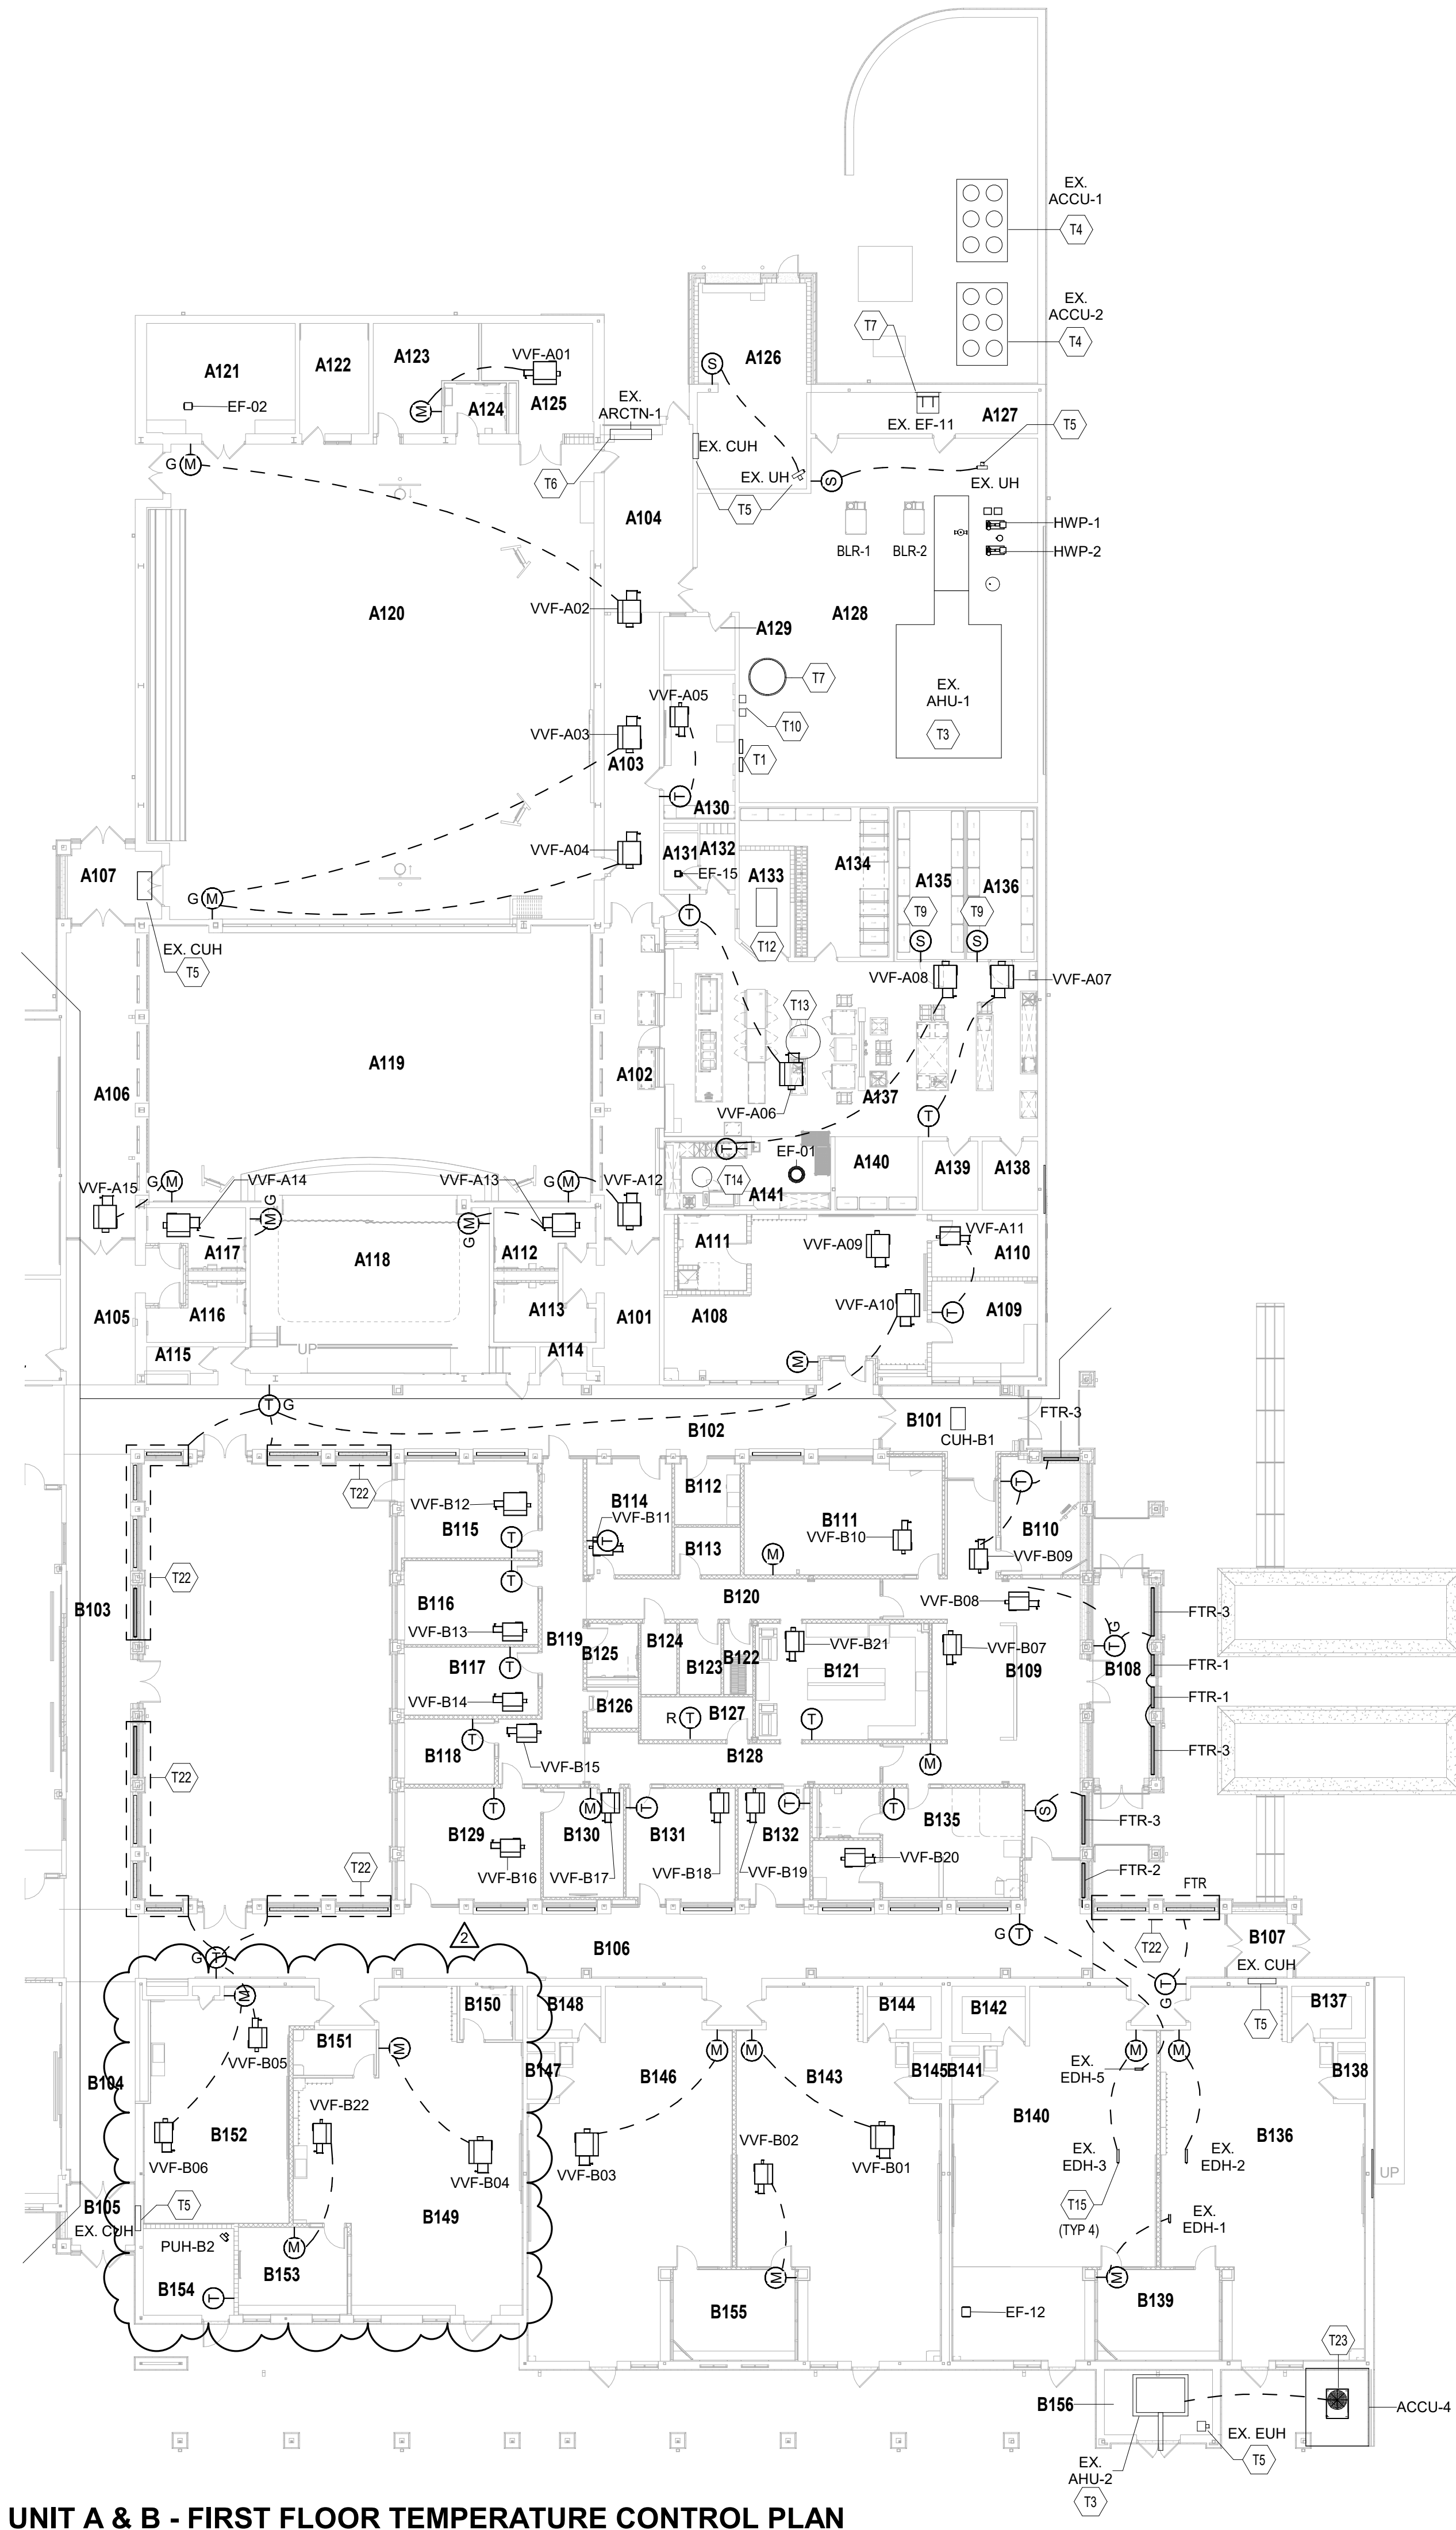 EX.
ACCU-1
T4
EX.
ACCU-2
T4
T7
A121
A122
A123
VVF-A01
A124
A125
EF-02
M
EX.
ARCTN-1
S
A126
EX. EF-11
A127
T5
G M
T6
EX. CUH
EX. UH
T5
S
EX. UH
A104
BLR-1
BLR-2
HWP-1
HWP-2
A120
VVF-A02
A129
A128
T7
VVF-A05
EX.
AHU-1
T3
T10
VVF-A03
A103
T1
T
A130
VVF-A04
A131
A132
EF-15
A133
A134
A135
A136
A107
G M
T
T12
T9
T9
S
S
EX. CUH
T5
VVF-A08
VVF-A07
T13
A119
A106
A102
VVF-A06
A137
T
T
EF-01
T14
A141
A140
A139
A138
VVF-A15
G M
VVF-A14
VVF-A13
G M
VVF-A12
M G
G M
A117
A118
A112
A111
VVF-A09
VVF-A11
A110
A105
A116
A113
A101
A108
VVF-A10
T
A109
A115
UP
A114
M
T G
B102
B101
CUH-B1
FTR-3
T22
VVF-B12
B115
T
B114
VVF-B11
T
B112
B111
VVF-B10
T
B110
VVF-B09
B113
M
T22
T
B116
B103
VVF-B13
B120
VVF-B08
FTR-3
B119
B125
B124
B123
B122
VVF-B21
B121
VVF-B07
B109
G
T
B108
FTR-1
B117
T
VVF-B14
B126
B127
R T
T
FTR-1
T22
B118
T
VVF-B15
B128
M
FTR-3
B129
T
VVF-B16
M
B130
VVF-B17
T
B131
VVF-B18
T
B132
VVF-B19
T
B135
VVF-B20
S
FTR-3
FTR-2
T22
FTR
2
G T
B106
G T
T22
B107
EX. CUH
T
G
T5
M
VVF-B05
B151
B150
M
B148
B147
M
M
B144
B142
B145
B141
M
M
B137
B138
B104
B146
B143
EX.
EDH-5
B152
VVF-B22
B140
B136
VVF-B06
VVF-B04
VVF-B03
VVF-B02
VVF-B01
EX.
EDH-3
EX.
EDH-2
UP
B105
T5
EX. CUH
B149
T15
(TYP 4)
EX.
EDH-1
PUH-B2
M
B154
T
B153
M
B155
EF-12
M
B139
T23
B156
ACCU-4
EX. EUH
T5
EX.
AHU-2
T3
UNIT A & B - FIRST FLOOR TEMPERATURE CONTROL PLAN